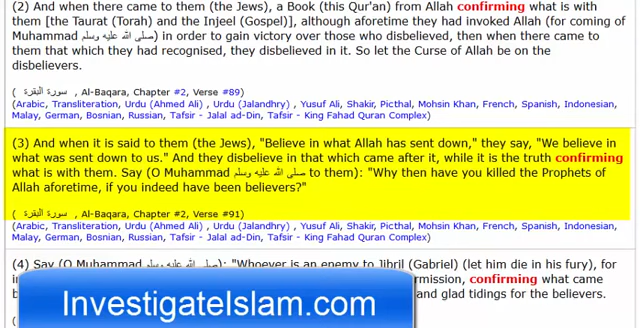 (2) And when there came to them (the Jews), a Book (this Qur'an) from Allah confirming what is with
them [the Taurat (Torah) and the Injeel (Gospel)], although aforetime they had invoked Allah (for coming of
Muhammad صلى الله عليه وسلم) in order to gain victory over those who disbelieved, then when there came to
them that which they had recognised, they disbelieved in it. So let the Curse of Allah be on the
disbelievers.
( سورة البقرة , Al-Baqara, Chapter #2, Verse #89)
(Arabic, Transliteration, Urdu (Ahmed Ali) , Urdu (Jalandhry) , Yusuf Ali, Shakir, Picthal, Mohsin Khan, French, Spanish, Indonesian,
Malay, German, Bosnian, Russian, Tafsir - Jalal ad-Din, Tafsir - King Fahad Quran Complex)
(3) And when it is said to them (the Jews), "Believe in what Allah has sent down," they say, "We believe in
what was sent down to us." And they disbelieve in that which came after it, while it is the truth confirming
what is with them. Say (O Muhammad صلى الله عليه وسلم to them): "Why then have you killed the Prophets of
Allah aforetime, if you indeed have been believers?"
( سورة البقرة , Al-Baqara, Chapter #2, Verse #91)
(Arabic, Transliteration, Urdu (Ahmed Ali) , Urdu (Jalandhry) , Yusuf Ali, Shakir, Picthal, Mohsin Khan, French, Spanish, Indonesian,
Malay, German, Bosnian, Russian, Tafsir - Jalal ad-Din, Tafsir - King Fahad Quran Complex)
(4) Say (O Muhammad صلى الله عليه وسلم): "Whoever is an enemy to Jibril (Gabriel) (let him die in his fury), for
confirming what came
and glad tidings for the believers.
InvestigateIslam.com